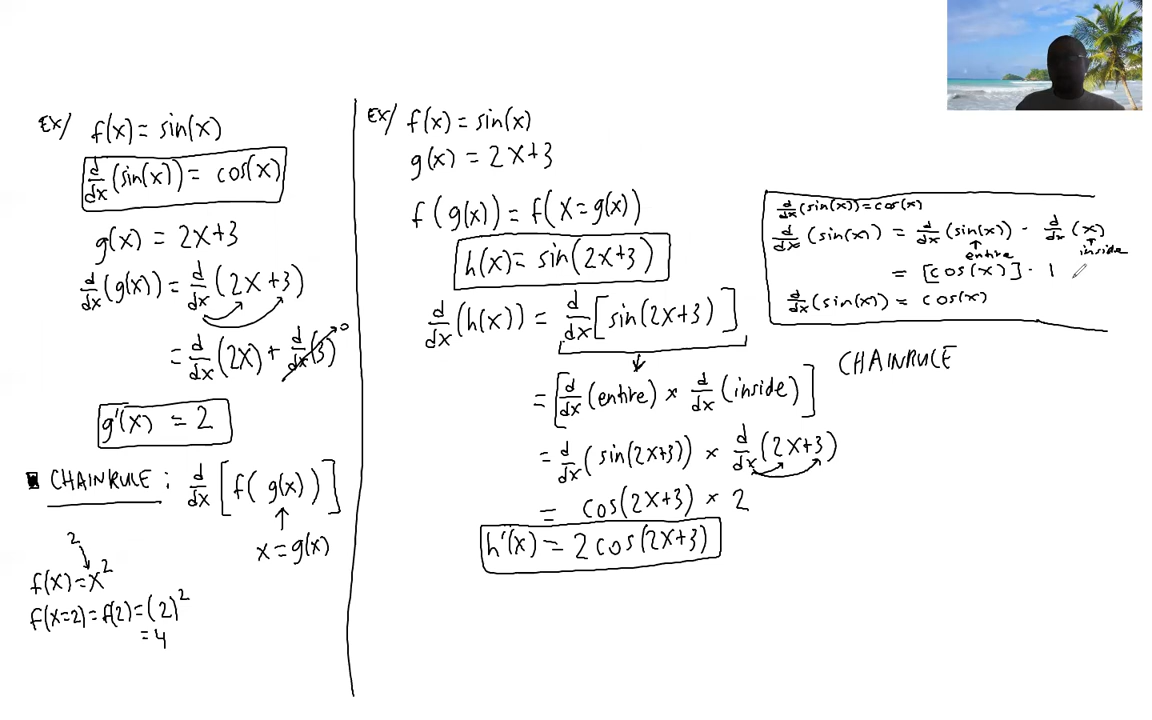 EX/ f(x) = sin(x)
d/dx (sin(x)) = cos(x)
g(x) = 2x+3
d/dx (g(x)) = d/dx (2x+3)
= d/dx (2x) + d/dx (3) 0
g'(x) = 2
CHAINRULE : d/dx [f( g(x) )]
x = g(x)
2
f(x) = x²
f(x=2) = f(2) = (2)²
= 4
EX/ f(x) = sin(x)
g(x) = 2x+3
f(g(x)) = f(x=g(x))
h(x) = sin(2x+3)
d/dx (h(x)) = d/dx [sin(2x+3)]
= [d/dx (entire) × d/dx (inside)]
= d/dx (sin(2x+3)) × d/dx (2x+3)
= cos(2x+3) × 2
h'(x) = 2 cos(2x+3)
d/dx (sin(x)) = cos(x)
d/dx (sin(x)) = d/dx (sin(x)) · d/dx (x)
entire inside
= [cos(x)] · 1
d/dx (sin(x)) = cos(x)
CHAINRULE